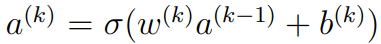 a^{(k)} = σ(w^{(k)}a^{(k−1)} + b^{(k)})